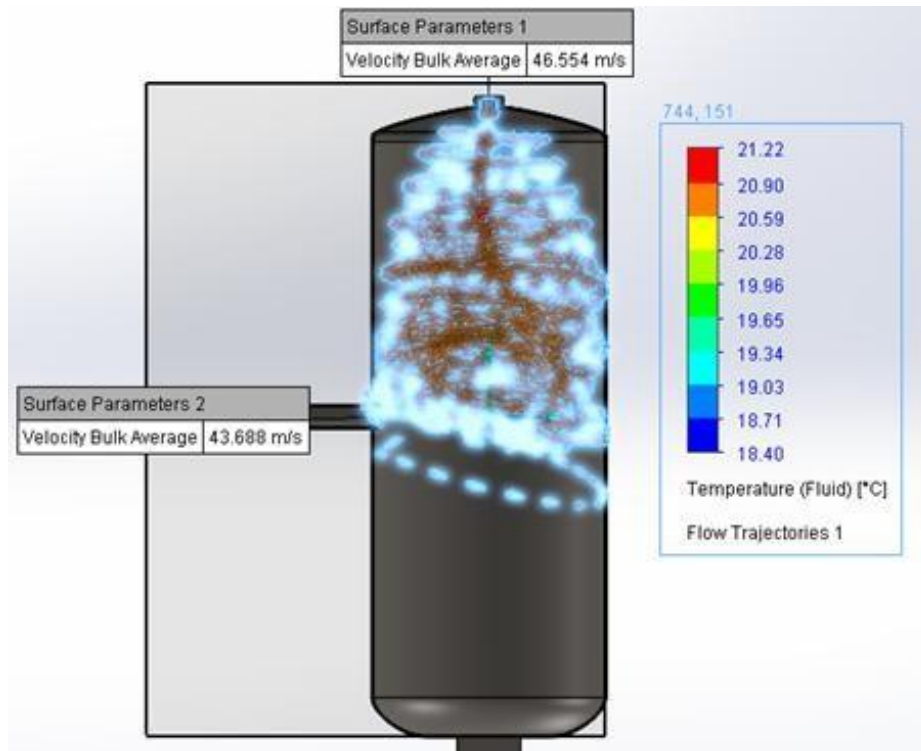 Surface Parameters 1
Velocity Bulk Average 46.554 m/s
744, 151
21.22
20.90
20.59
20.28
19.96
19.65
19.34
19.03
18.71
18.40
Temperature (Fluid) [°C]
Flow Trajectories 1
Surface Parameters 2
Velocity Bulk Average 43.688 m/s